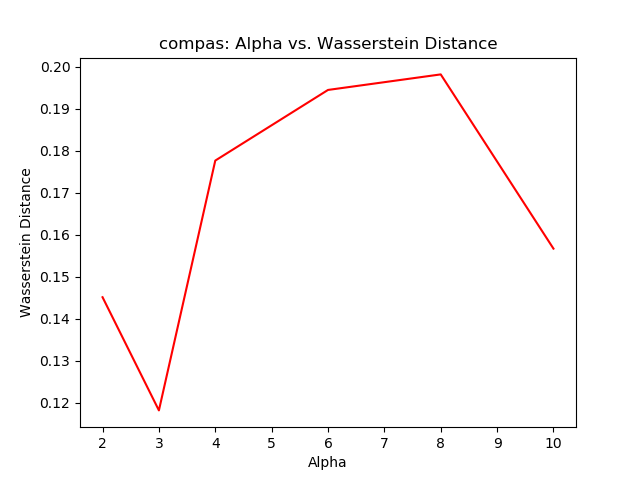 compas: Alpha vs. Wasserstein Distance
0.20
0.19
0.18
0.17
0.16
0.15
0.14
0.13
0.12
Wasserstein Distance
2 3 4 5 6 7 8 9 10
Alpha